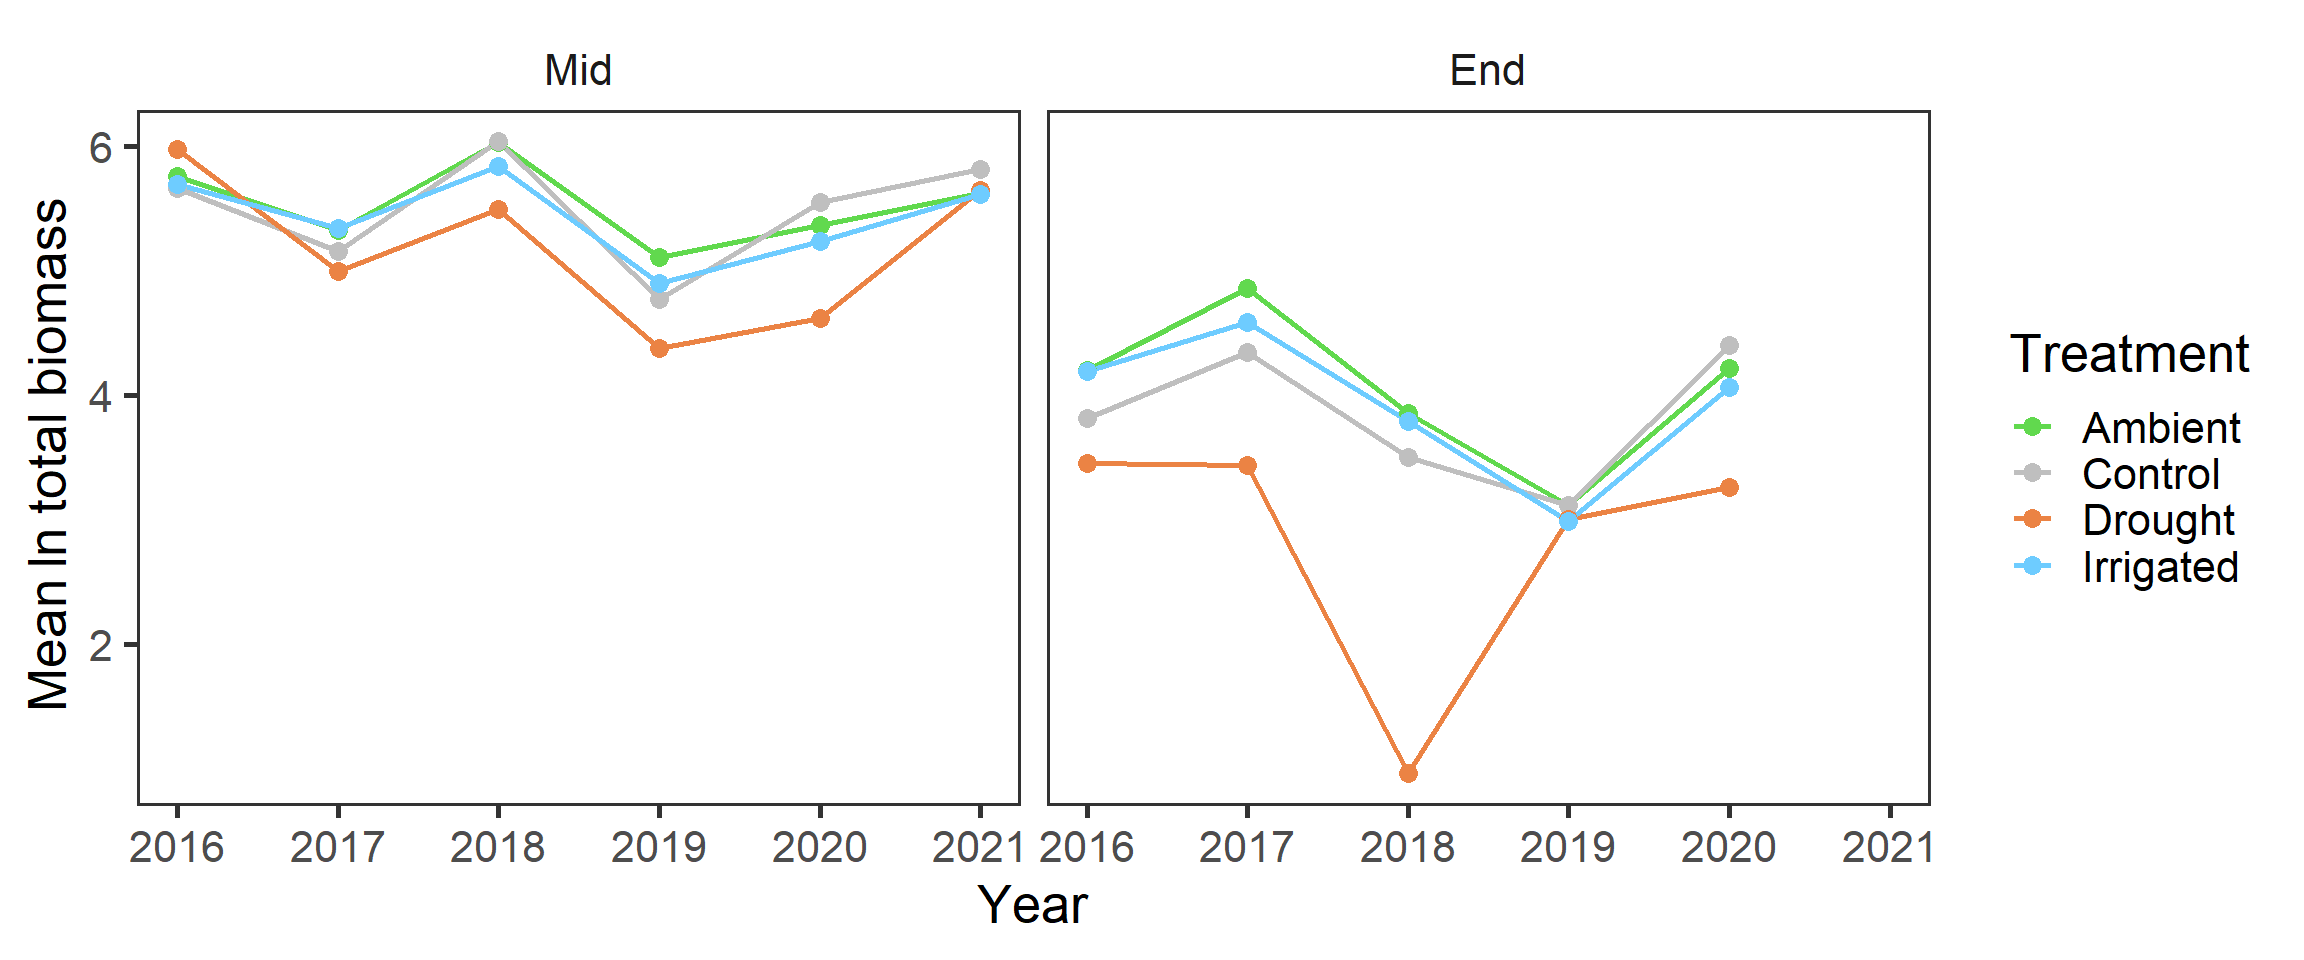 Mid
End
Mean ln total biomass
6
4
2
2016 2017 2018 2019 2020 2021
2016 2017 2018 2019 2020 2021
Year
Treatment
Ambient
Control
Drought
Irrigated